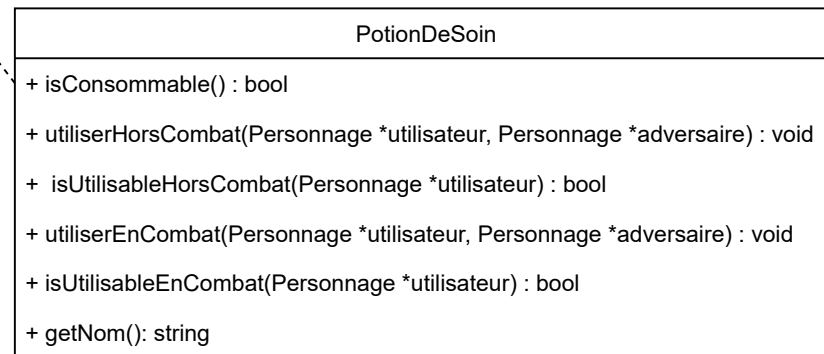 PotionDeSoin
+ isConsommable() : bool
+ utiliserHorsCombat(Personnage *utilisateur, Personnage *adversaire) : void
+ isUtilisableHorsCombat(Personnage *utilisateur) : bool
+ utiliserEnCombat(Personnage *utilisateur, Personnage *adversaire) : void
+ isUtilisableEnCombat(Personnage *utilisateur) : bool
+ getNom(): string